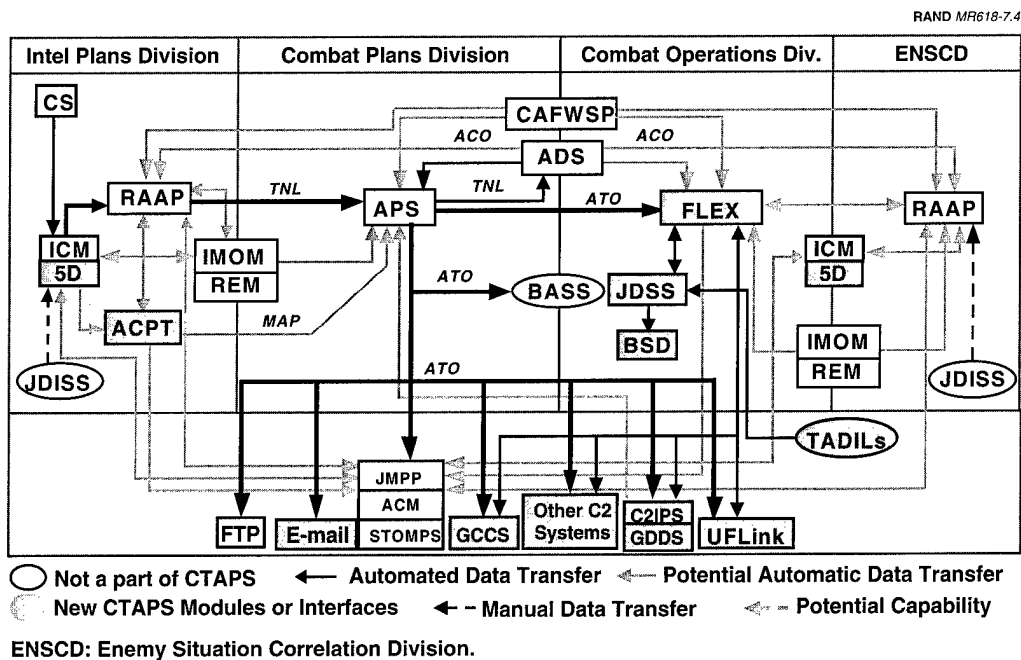 RAND MR618-7.4
Intel Plans Division
Combat Plans Division
Combat Operations Div.
ENSCD
CS
CAFWSP
ACO
ACO
ADS
RAAP
TNL
APS
TNL
ATO
FLEX
RAAP
ICM
5D
IMOM
REM
ICM
5D
ATO
BASS
JDSS
ACPT
MAP
BSD
IMOM
REM
JDISS
JDISS
ATO
TADILs
JMPP
ACM
STOMPS
FTP
E-mail
GCCS
Other C2
Systems
C2IPS
GDDS
UFLink
Not a part of CTAPS
Automated Data Transfer
Potential Automatic Data Transfer
New CTAPS Modules or Interfaces
Manual Data Transfer
Potential Capability
ENSCD: Enemy Situation Correlation Division.